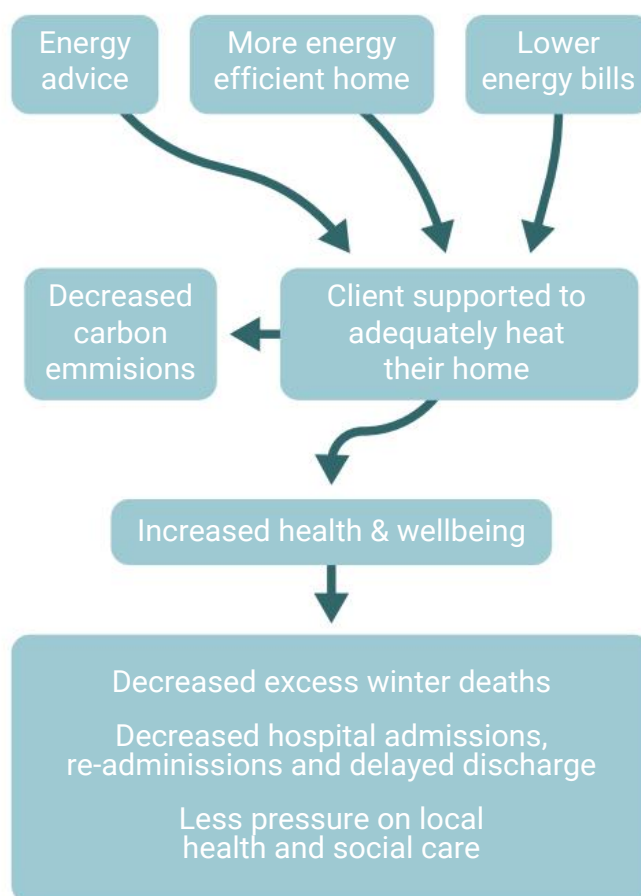 Energy
advice
More energy
efficient home
Lower
energy bills
Decreased
carbon
emmisions
Client supported to
adequately heat
their home
Increased health & wellbeing
Decreased excess winter deaths
Decreased hospital admissions,
re-adminissions and delayed discharge
Less pressure on local
health and social care